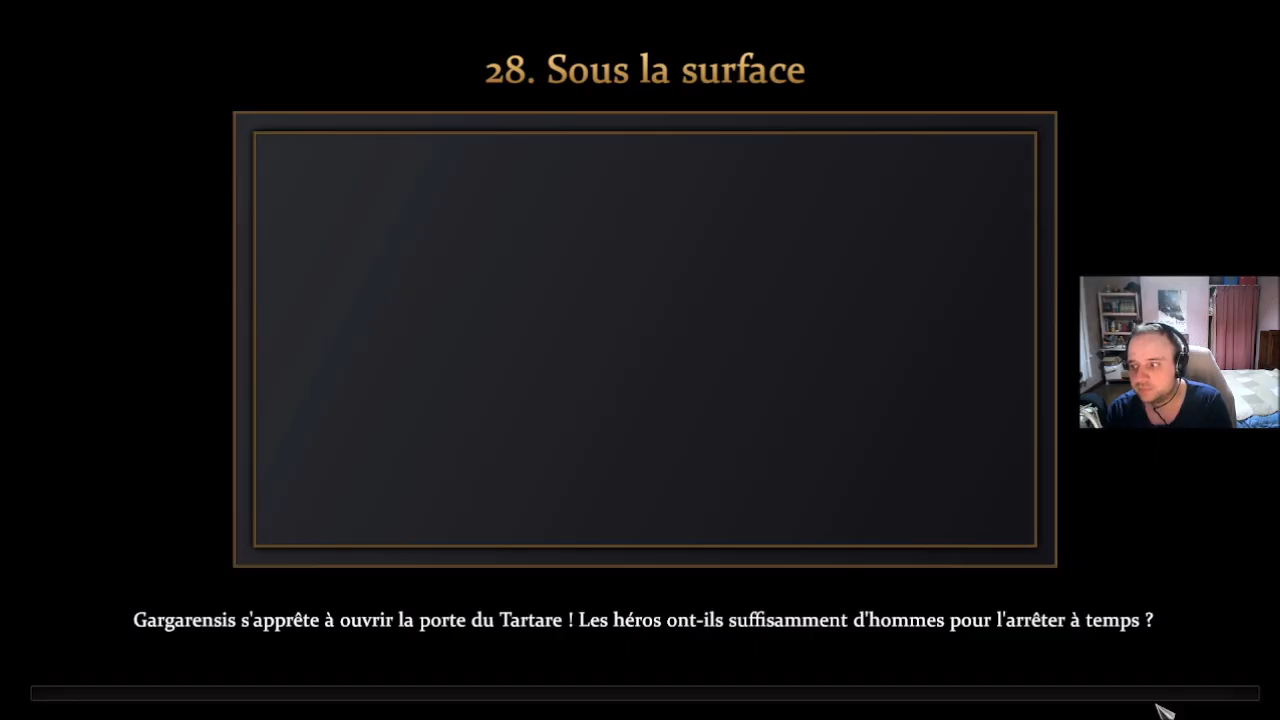 28. Sous la surface
Gargarensis s'apprête à ouvrir la porte du Tartare ! Les héros ont-ils suffisamment d'hommes pour l'arrêter à temps ?